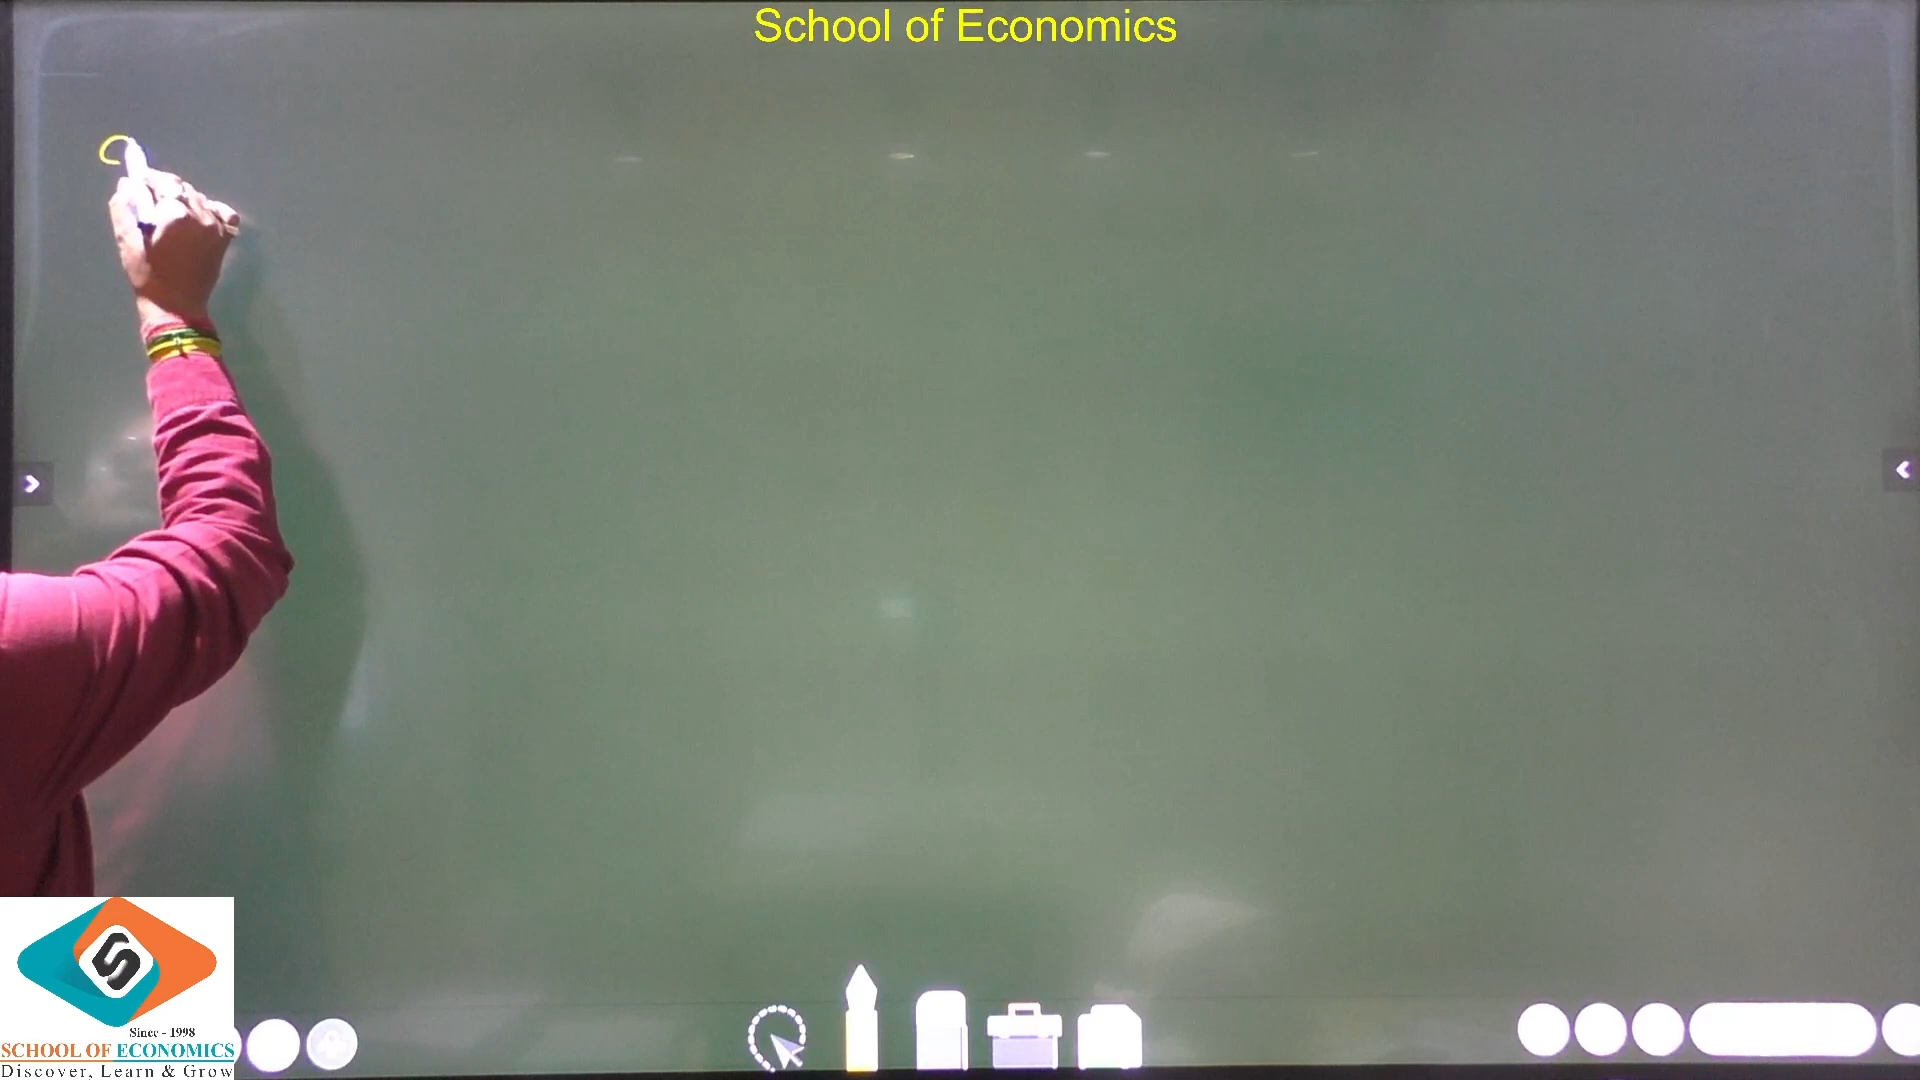 School of Economics
Since - 1998
SCHOOL OF ECONOMICS
Discover, Learn & Grow